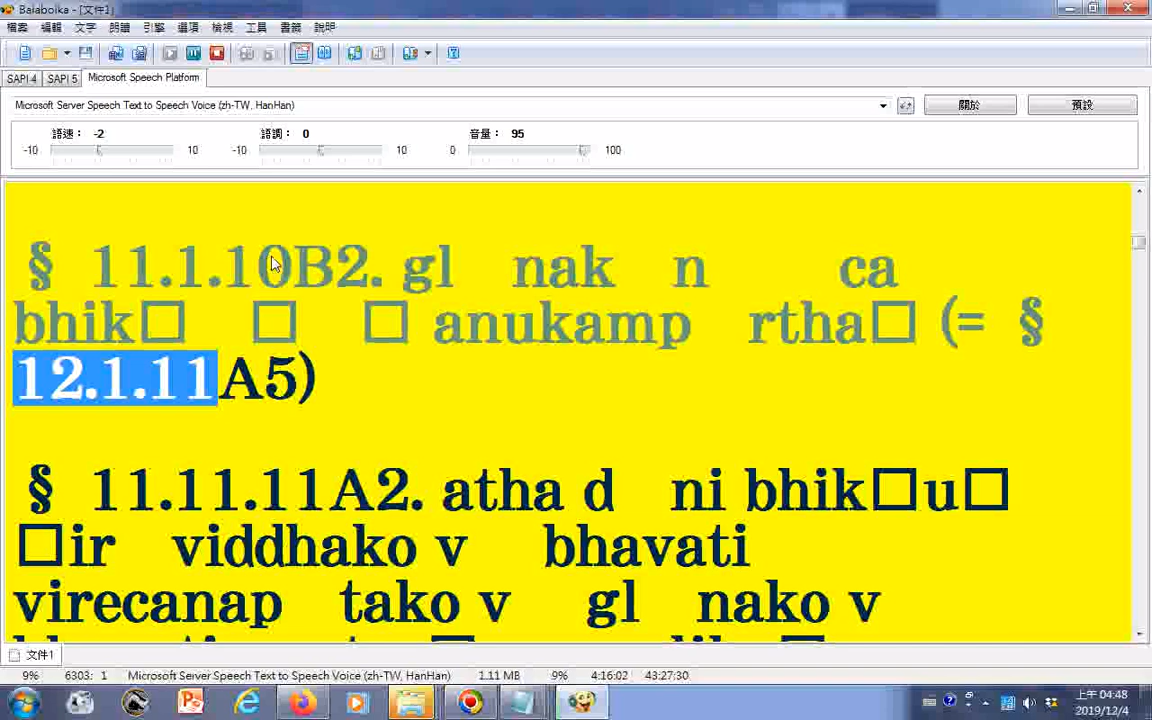 Balabolka - [文件1]
檔案 編輯 文字 朗讀 引擎 選項 檢視 工具 書籤 說明
SAPI 4 SAPI 5 Microsoft Speech Platform
Microsoft Server Speech Text to Speech Voice (zh-TW, HanHan) 關於 預設
語速： -2 語調： 0 音量： 95
-10 10 -10 10 0 100
§ 11.1.10B2. gl nak n ca
bhik□ □ □ anukamp rtha□ (= §
12.1.11A5)
§ 11.11.11A2. atha d ni bhik□u□
□ir viddhako v bhavati
virecanap tako v gl nako v
文件1
9% 6303: 1 Microsoft Server Speech Text to Speech Voice (zh-TW, HanHan) 1.11 MB 9% 4:16:02 43:27:30
上午 04:48
2019/12/4